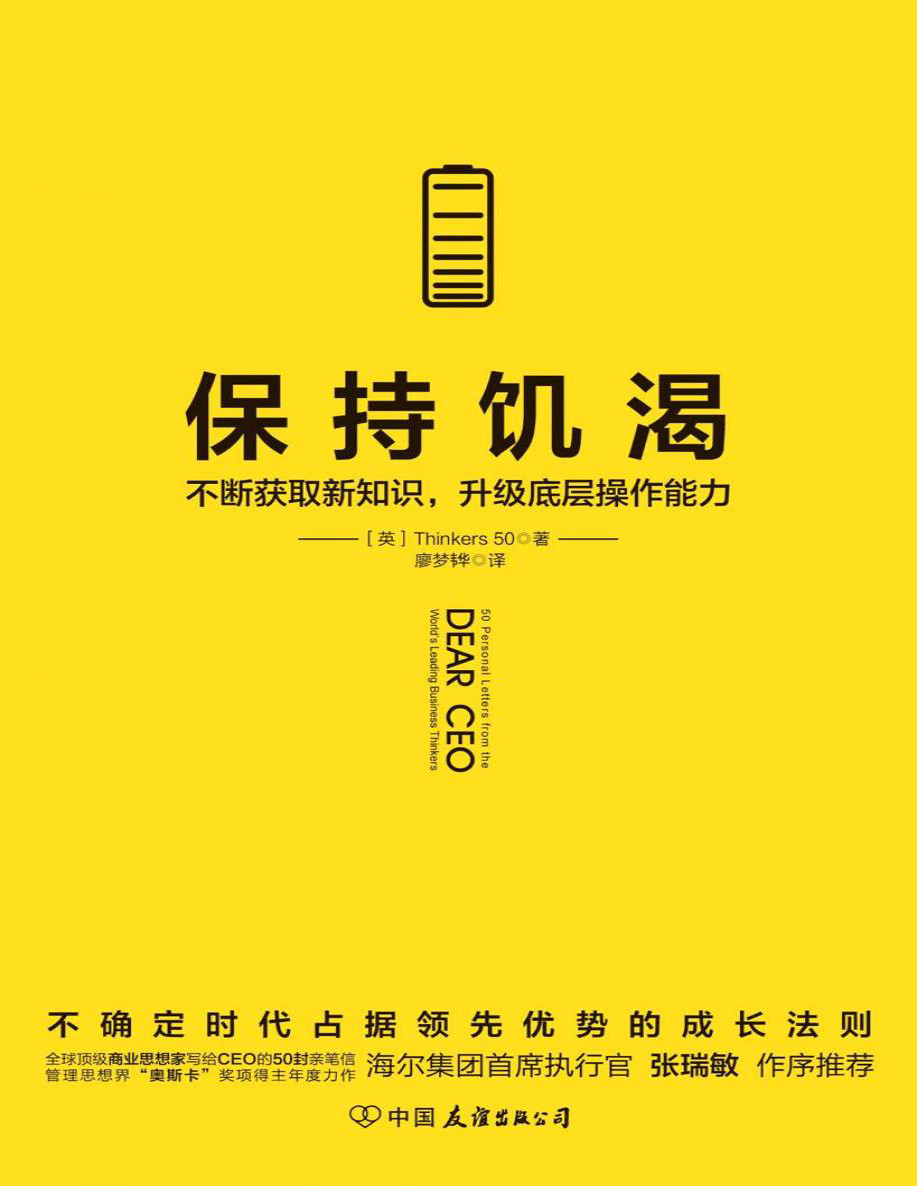 保持饥渴
不断获取新知识，升级底层操作能力
［英］Thinkers 50◎著
廖梦韡◎译
50 Personal Letters from the
DEAR CEO
World's Leading Business Thinkers
不确定时代占据领先优势的成长法则
全球顶级商业思想家写给CEO的50封亲笔信
管理思想界“奥斯卡”奖项得主年度力作
海尔集团首席执行官 张瑞敏 作序推荐
中国友谊出版公司